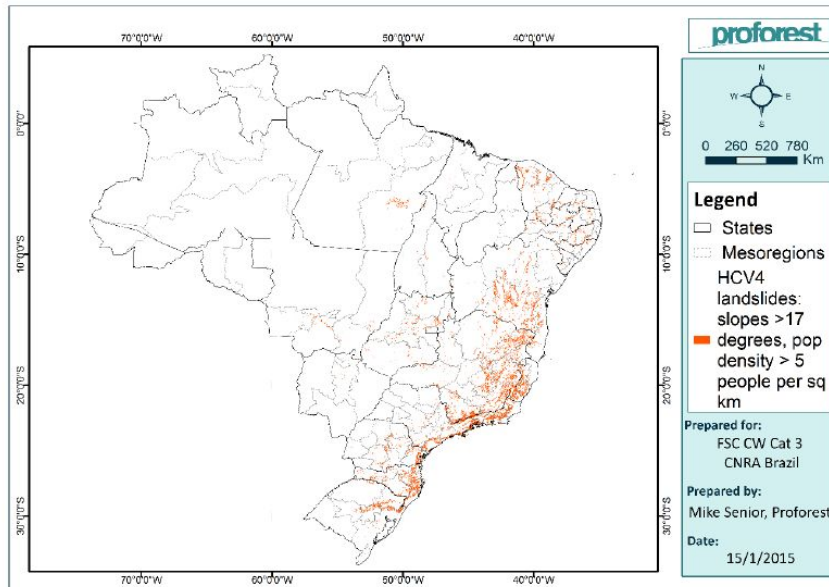 70°0'0"W 60°0'0"W 50°0'0"W 40°0'0"W
0°0'0"
10°0'0"S
20°0'0"S
30°0'0"S
0°0'0"
10°0'0"S
20°0'0"S
30°0'0"S
70°0'0"W 60°0'0"W 50°0'0"W 40°0'0"W
proforest
N
W E
S
0 260 520 780
Km
Legend
States
Mesoregions
HCV4
landslides:
slopes >17
degrees, pop
density > 5
people per sq
km
Prepared for:
FSC CW Cat 3
CNRA Brazil
Prepared by:
Mike Senior, Proforest
Date:
15/1/2015